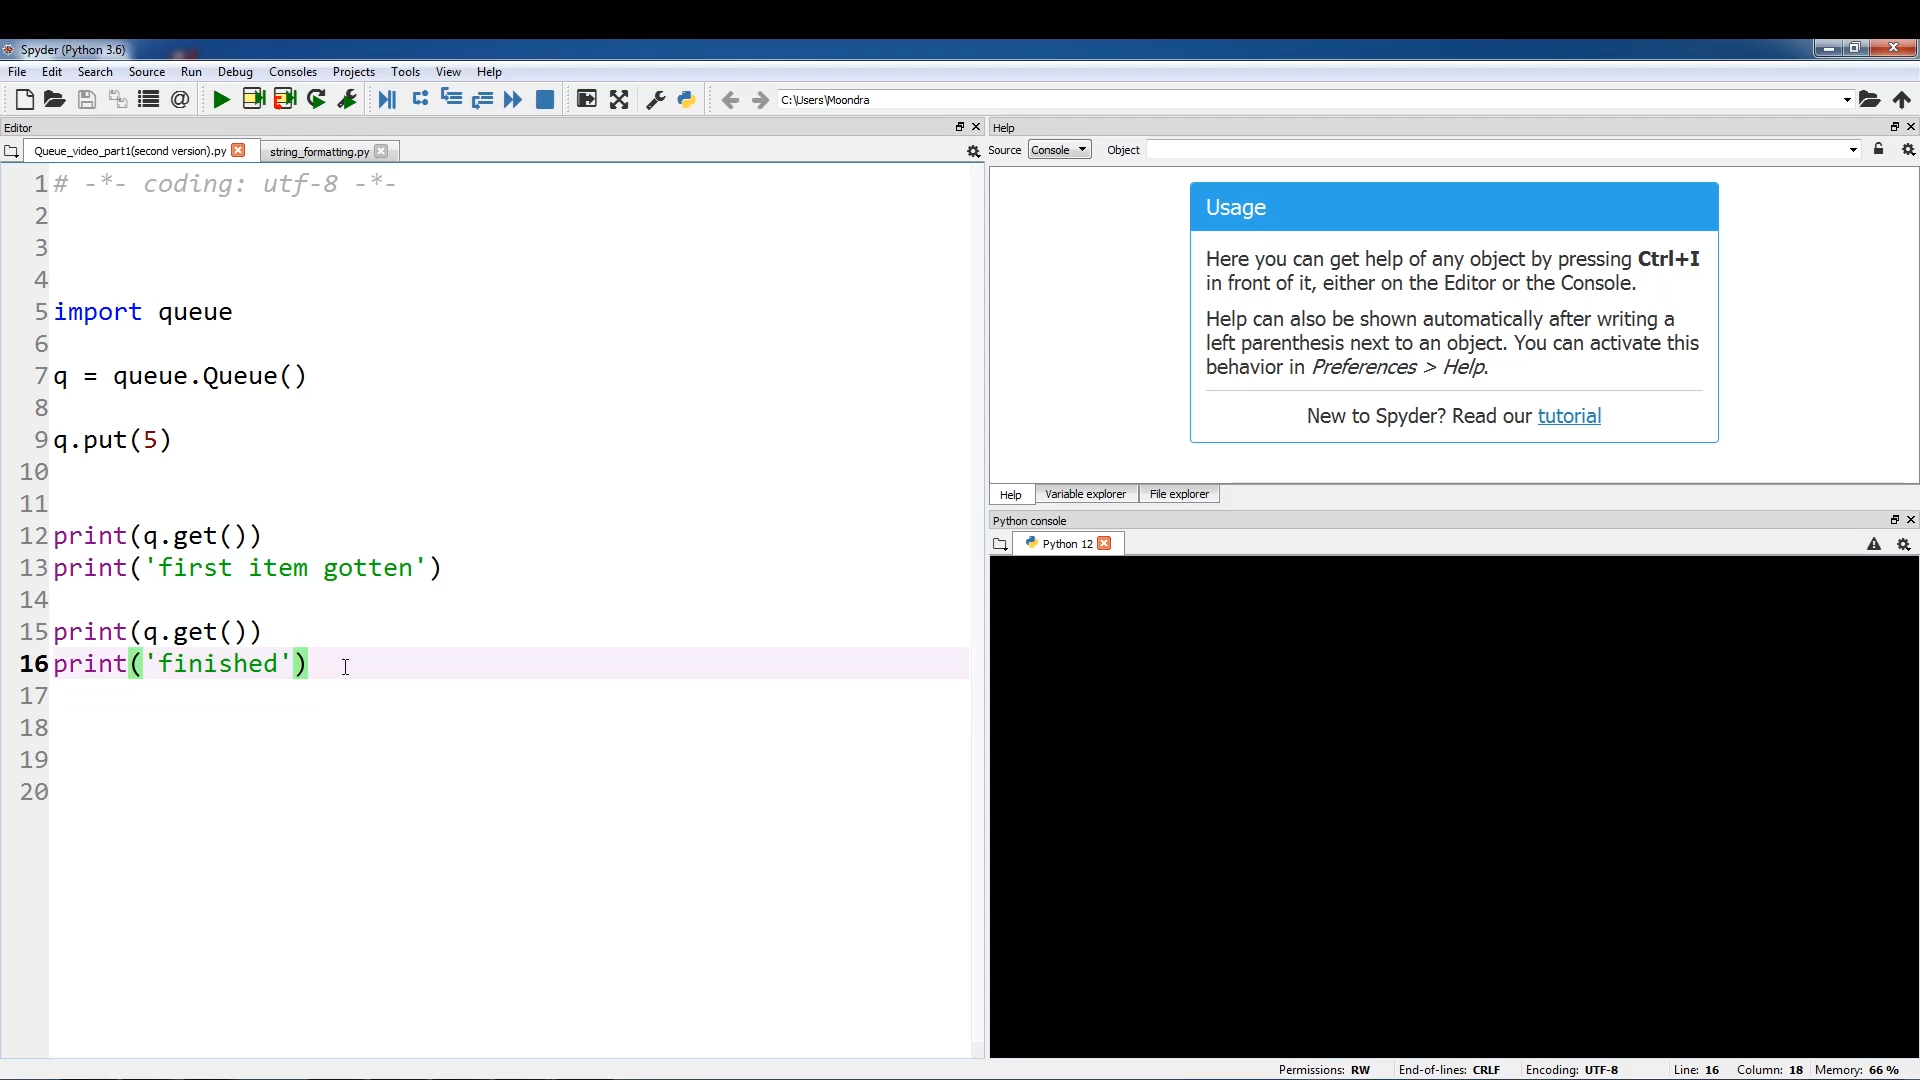 Spyder (Python 3.6)
File Edit Search Source Run Debug Consoles Projects Tools View Help
C:\Users\Moondra
Editor
Queue_video_part1(second version).py string_formatting.py
1 # -*- coding: utf-8 -*-
2
3
4
5 import queue
6
7 q = queue.Queue()
8
9 q.put(5)
10
11
12 print(q.get())
13 print('first item gotten')
14
15 print(q.get())
16 print('finished')
17
18
19
20
Help
Source Console Object
Usage
Here you can get help of any object by pressing Ctrl+I
in front of it, either on the Editor or the Console.
Help can also be shown automatically after writing a
left parenthesis next to an object. You can activate this
behavior in Preferences > Help.
New to Spyder? Read our tutorial
Help Variable explorer File explorer
Python console
Python 12
Permissions: RW End-of-lines: CRLF Encoding: UTF-8 Line: 16 Column: 18 Memory: 66 %